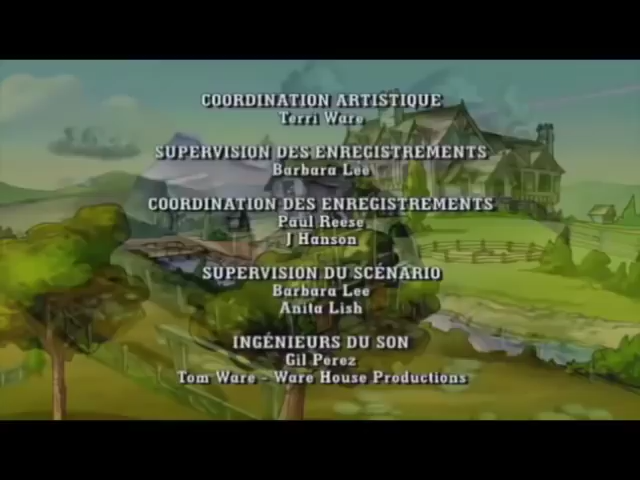 COORDINATION ARTISTIQUE
Terri Ware
SUPERVISION DES ENREGISTREMENTS
Barbara Lee
COORDINATION DES ENREGISTREMENTS
Paul Reese
J Hanson
SUPERVISION DU SCÉNARIO
Barbara Lee
Anita Lish
INGÉNIEURS DU SON
Gil Perez
Tom Ware - Ware House Productions